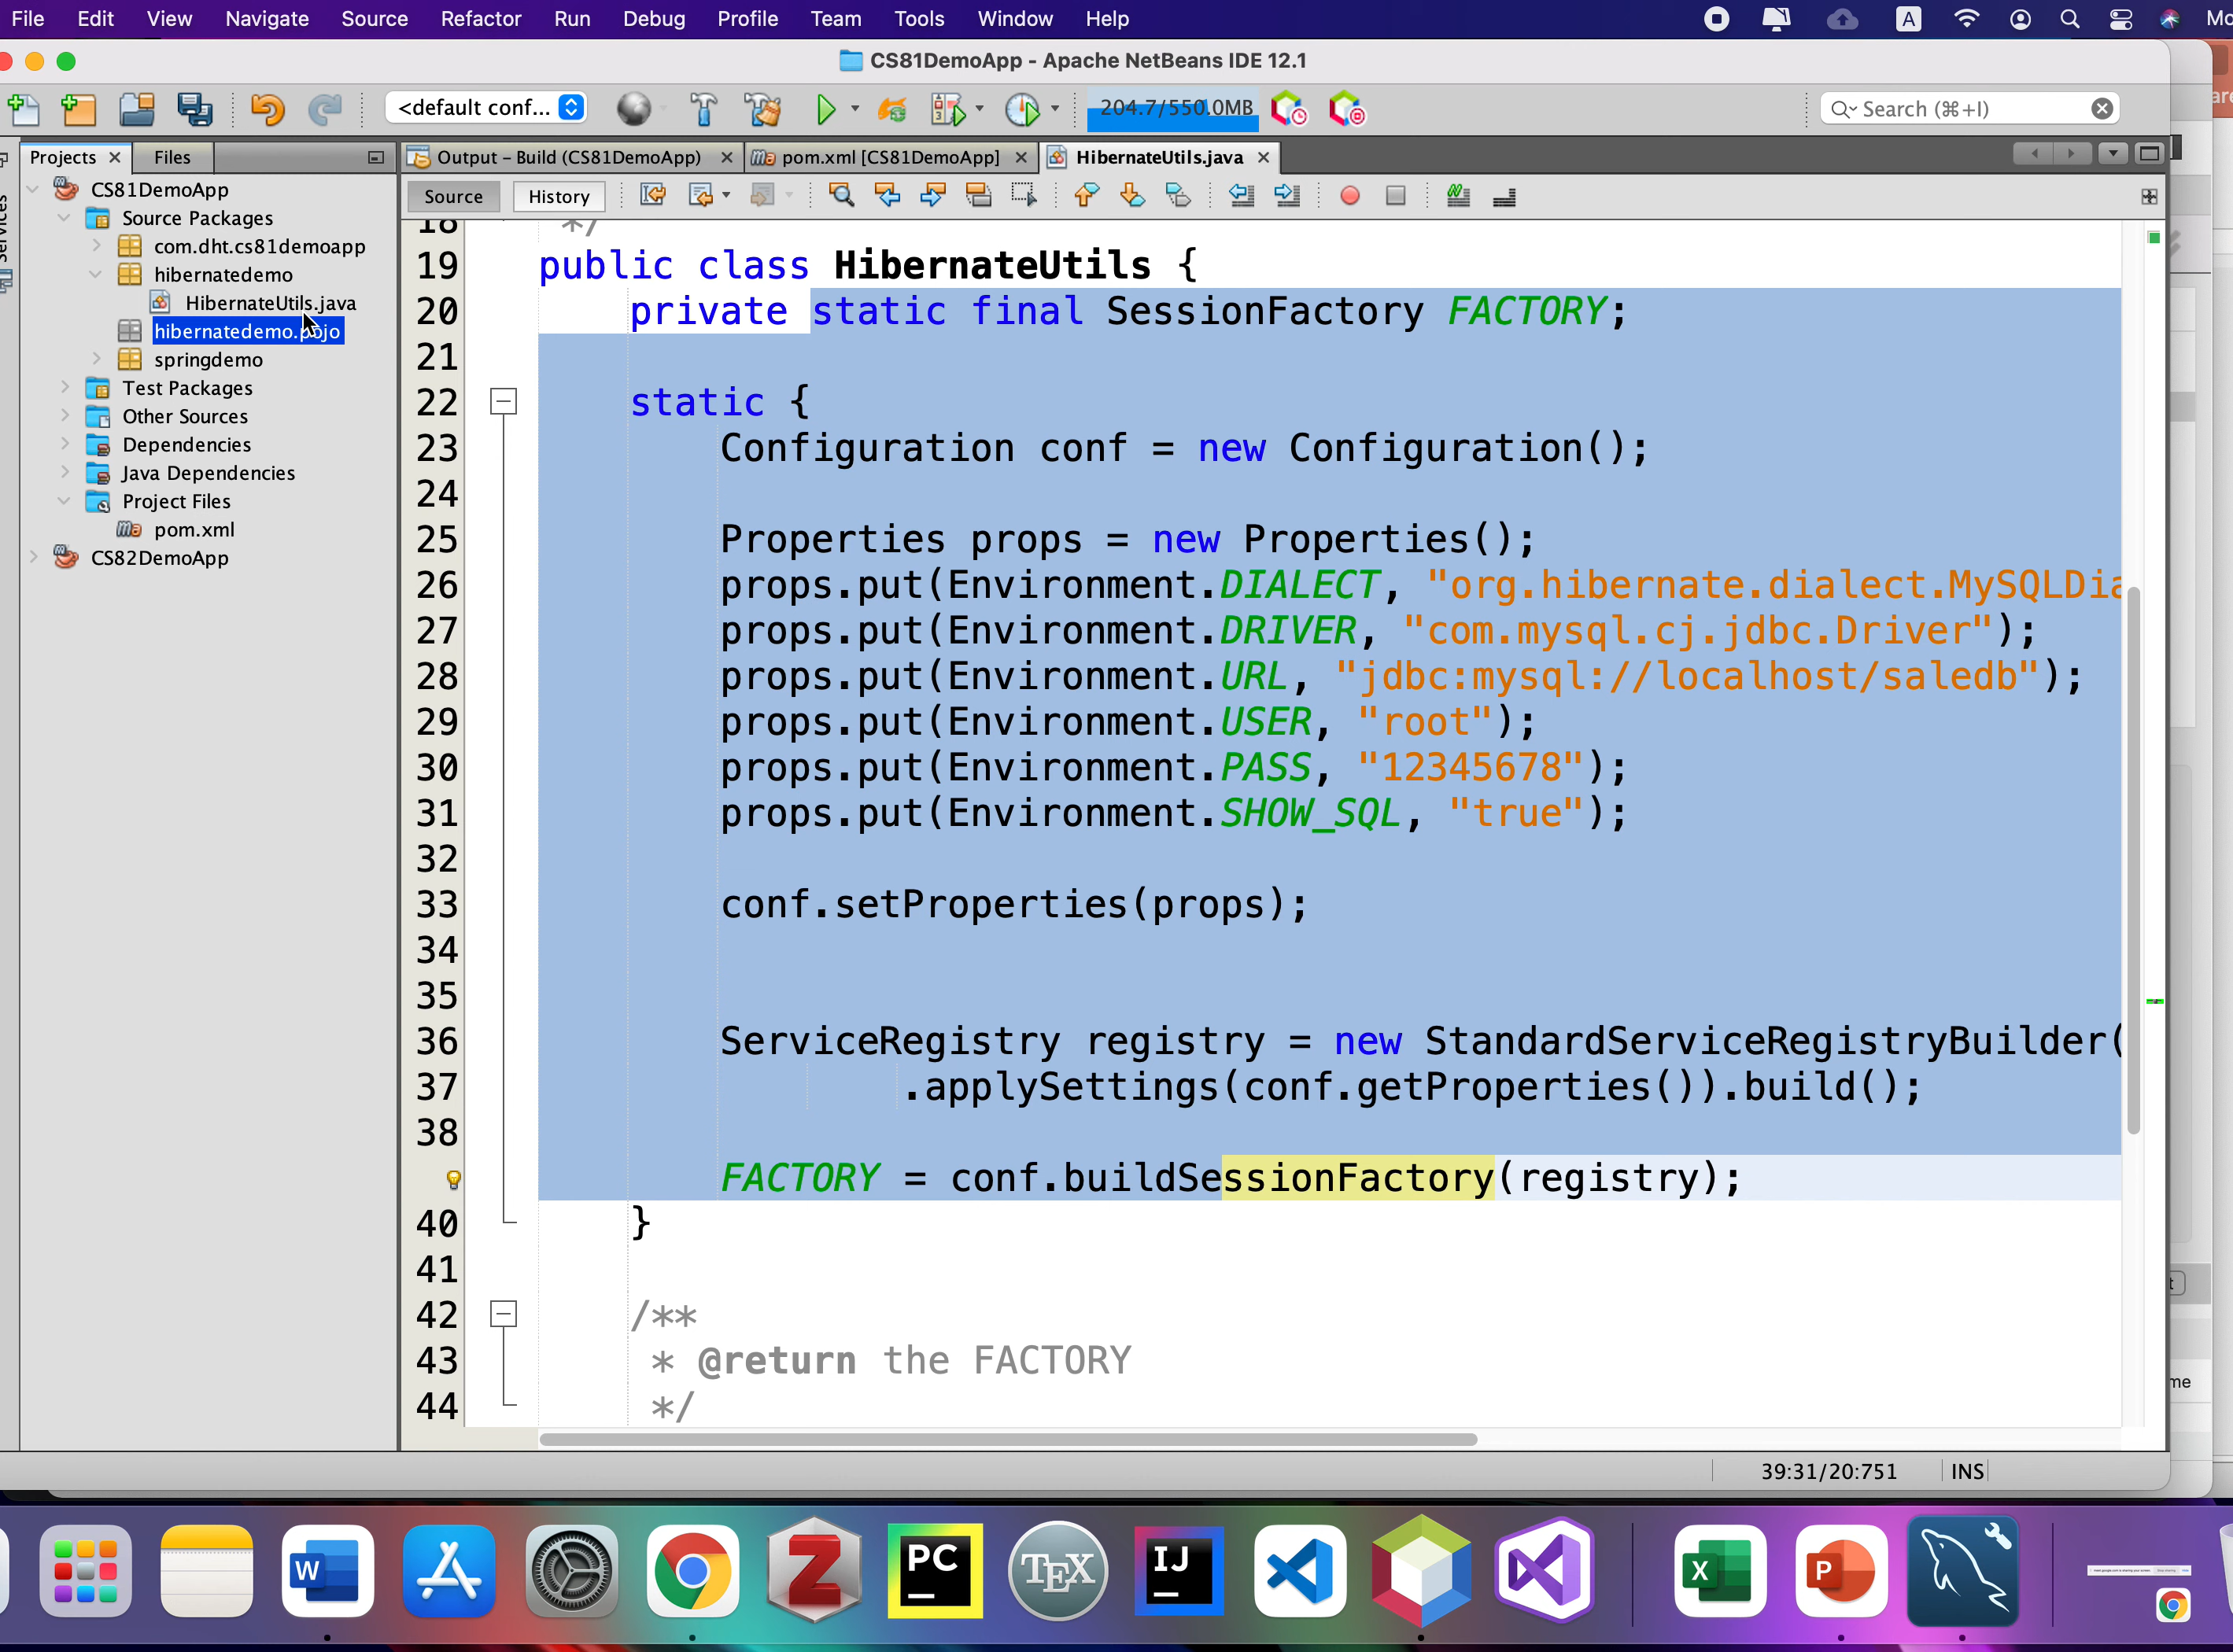 File Edit View Navigate Source Refactor Run Debug Profile Team Tools Window Help
CS81DemoApp - Apache NetBeans IDE 12.1
<default conf... 204.7/550.0MB Search (⌘+I)
Projects Files Output – Build (CS81DemoApp) pom.xml [CS81DemoApp] HibernateUtils.java
Source History
Services
CS81DemoApp
Source Packages
com.dht.cs81demoapp
hibernatedemo
HibernateUtils.java
hibernatedemo.pojo
springdemo
Test Packages
Other Sources
Dependencies
Java Dependencies
Project Files
pom.xml
CS82DemoApp
18 */
19 public class HibernateUtils {
20 private static final SessionFactory FACTORY;
21
22 static {
23 Configuration conf = new Configuration();
24
25 Properties props = new Properties();
26 props.put(Environment.DIALECT, "org.hibernate.dialect.MySQLDia
27 props.put(Environment.DRIVER, "com.mysql.cj.jdbc.Driver");
28 props.put(Environment.URL, "jdbc:mysql://localhost/saledb");
29 props.put(Environment.USER, "root");
30 props.put(Environment.PASS, "12345678");
31 props.put(Environment.SHOW_SQL, "true");
32
33 conf.setProperties(props);
34
35
36 ServiceRegistry registry = new StandardServiceRegistryBuilder(
37 .applySettings(conf.getProperties()).build();
38
FACTORY = conf.buildSessionFactory(registry);
40 }
41
42 /**
43 * @return the FACTORY
44 */
39:31/20:751 INS
W Z PC TEX IJ X P